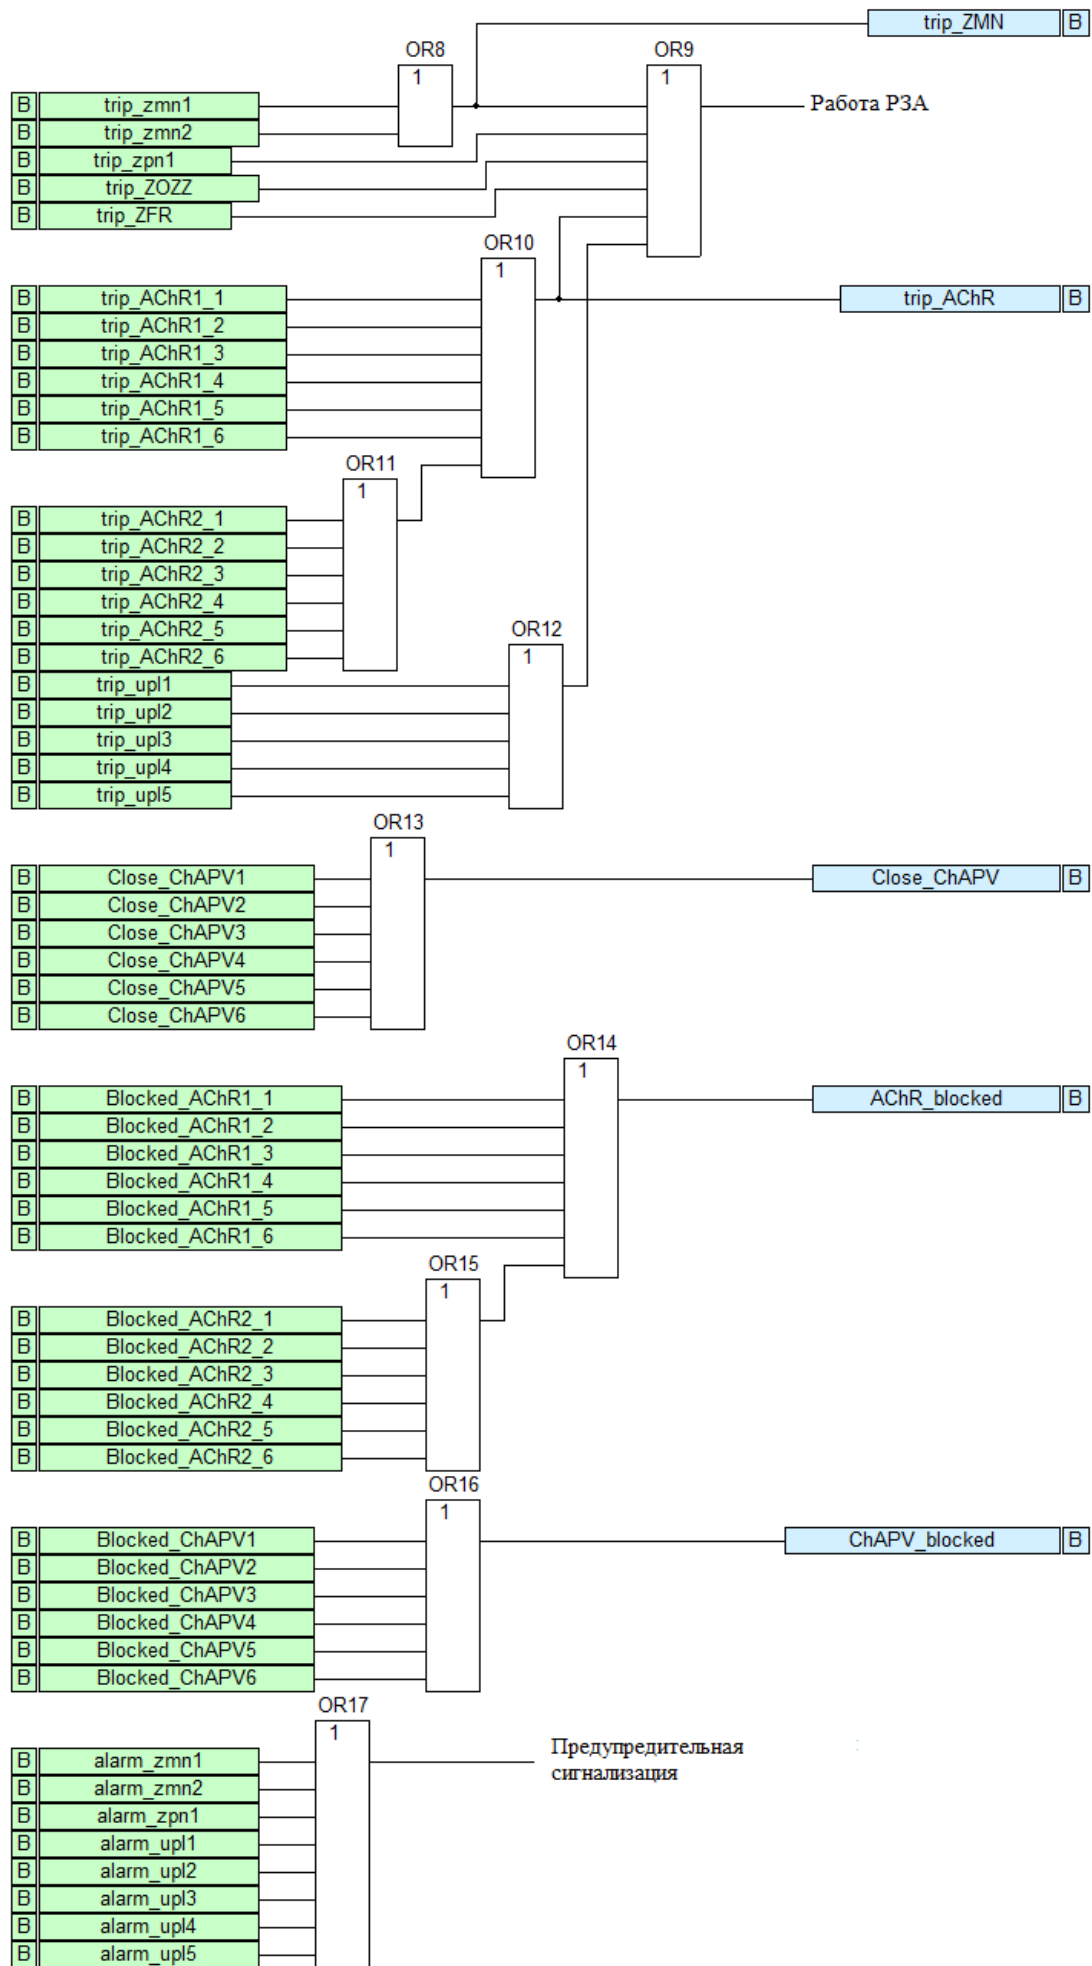 trip_ZMN B
OR8 OR9
1 1
B trip_zmn1 Работа РЗА
B trip_zmn2
B trip_zpn1
B trip_ZOZZ
B trip_ZFR
OR10
1
B trip_AChR1_1 trip_AChR B
B trip_AChR1_2
B trip_AChR1_3
B trip_AChR1_4
B trip_AChR1_5
B trip_AChR1_6
OR11
1
B trip_AChR2_1
B trip_AChR2_2
B trip_AChR2_3
B trip_AChR2_4
B trip_AChR2_5
OR12
B trip_AChR2_6 1
B trip_upl1
B trip_upl2
B trip_upl3
B trip_upl4
B trip_upl5
OR13
1
B Close_ChAPV1 Close_ChAPV B
B Close_ChAPV2
B Close_ChAPV3
B Close_ChAPV4
B Close_ChAPV5
B Close_ChAPV6
OR14
1
B Blocked_AChR1_1 AChR_blocked B
B Blocked_AChR1_2
B Blocked_AChR1_3
B Blocked_AChR1_4
B Blocked_AChR1_5
B Blocked_AChR1_6
OR15
1
B Blocked_AChR2_1
B Blocked_AChR2_2
B Blocked_AChR2_3
B Blocked_AChR2_4
B Blocked_AChR2_5
B Blocked_AChR2_6
OR16
1
B Blocked_ChAPV1 ChAPV_blocked B
B Blocked_ChAPV2
B Blocked_ChAPV3
B Blocked_ChAPV4
B Blocked_ChAPV5
B Blocked_ChAPV6
OR17
1
Предупредительная
сигнализация
B alarm_zmn1
B alarm_zmn2
B alarm_zpn1
B alarm_upl1
B alarm_upl2
B alarm_upl3
B alarm_upl4
B alarm_upl5